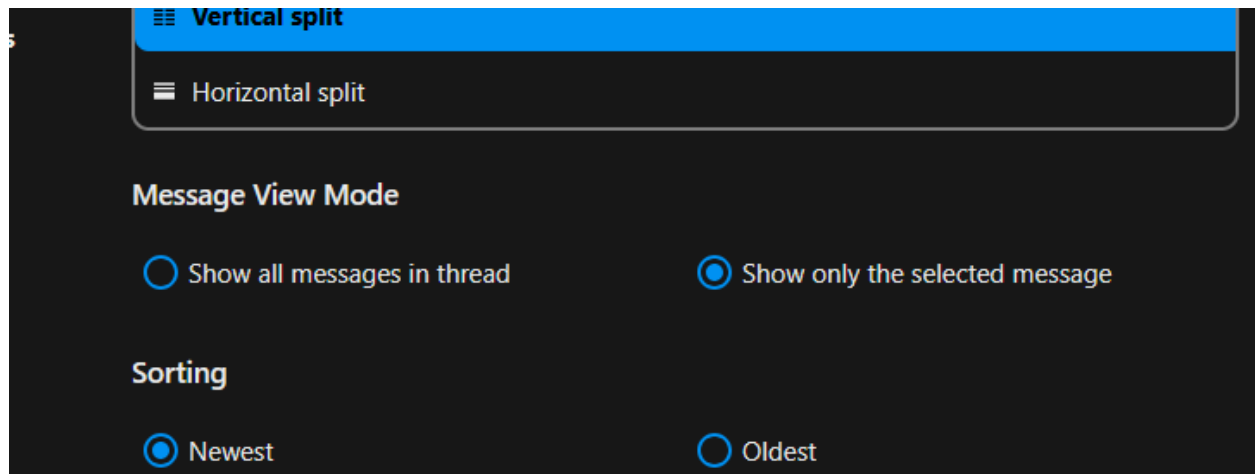 Vertical split
s
Horizontal split
Message View Mode
Show all messages in thread
Show only the selected message
Sorting
Newest
Oldest